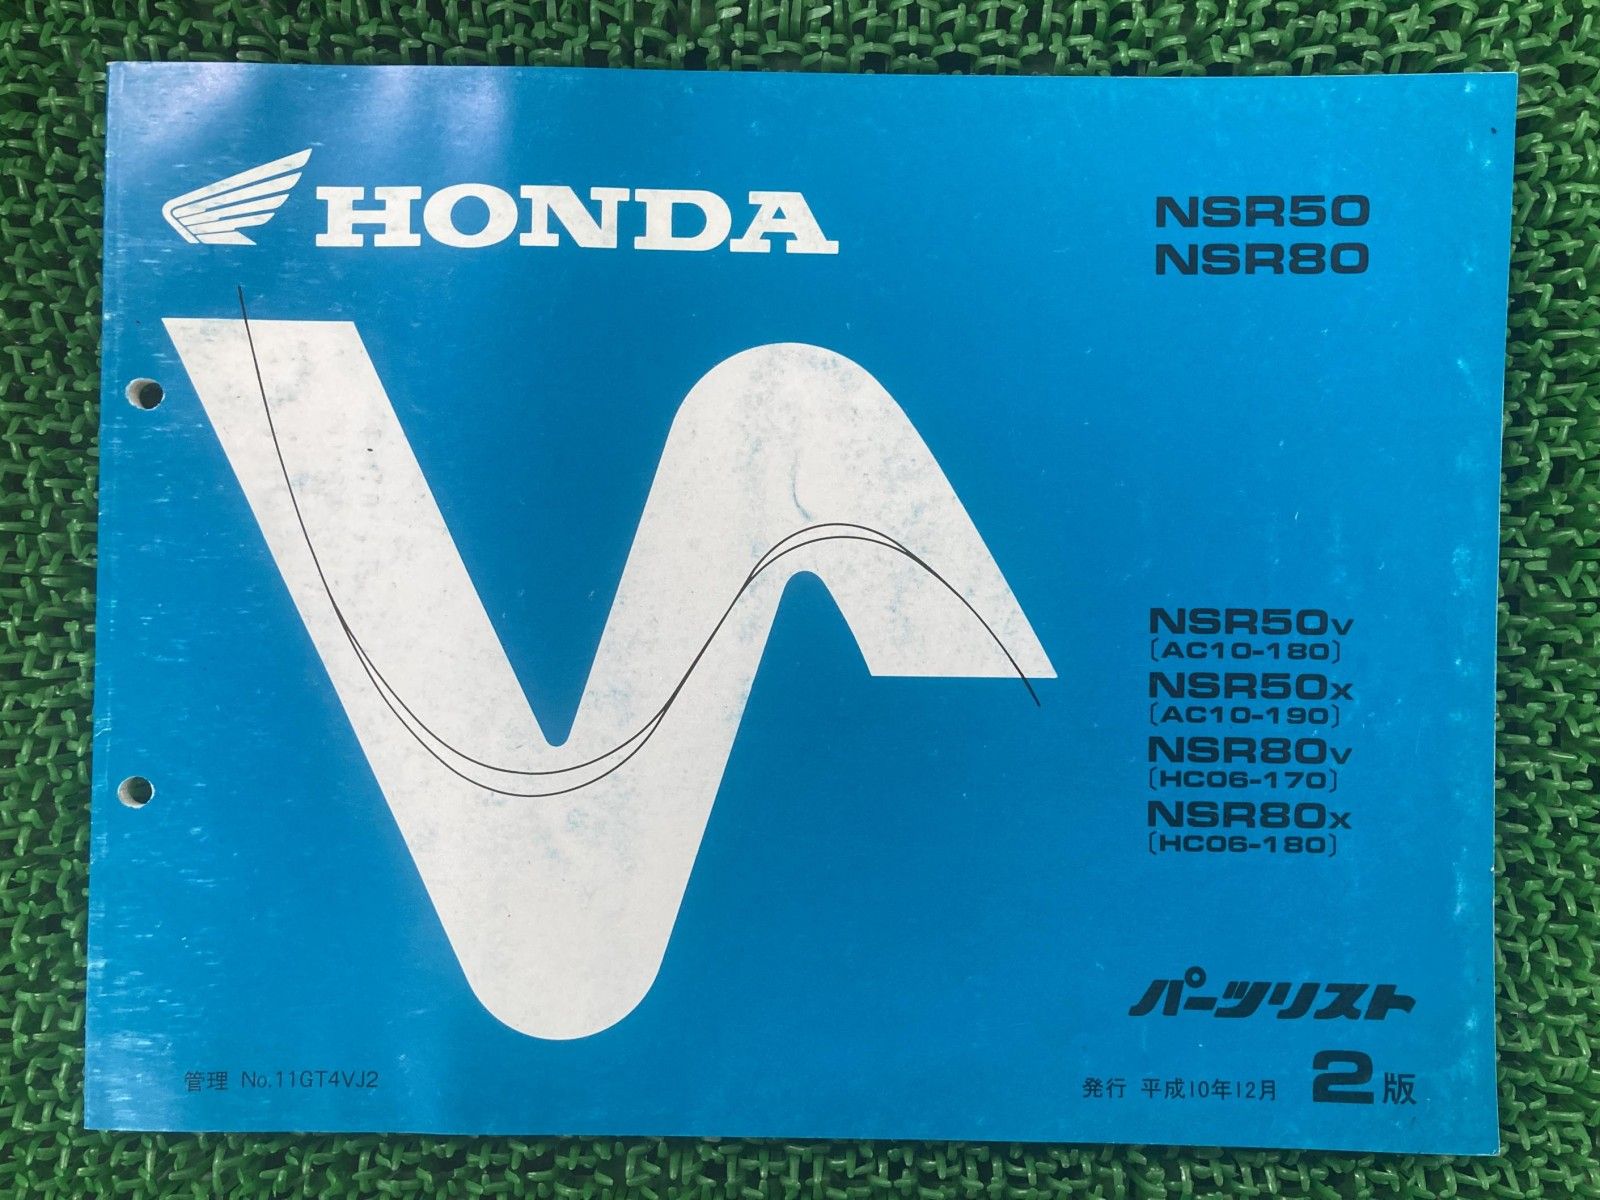 HONDA
NSR50
NSR80
NSR50V
〔AC10-180〕
NSR50X
〔AC10-190〕
NSR80V
〔HC06-170〕
NSR80X
〔HC06-180〕
パーツリスト
管理 No.11GT4VJ2
発行 平成10年12月 2版